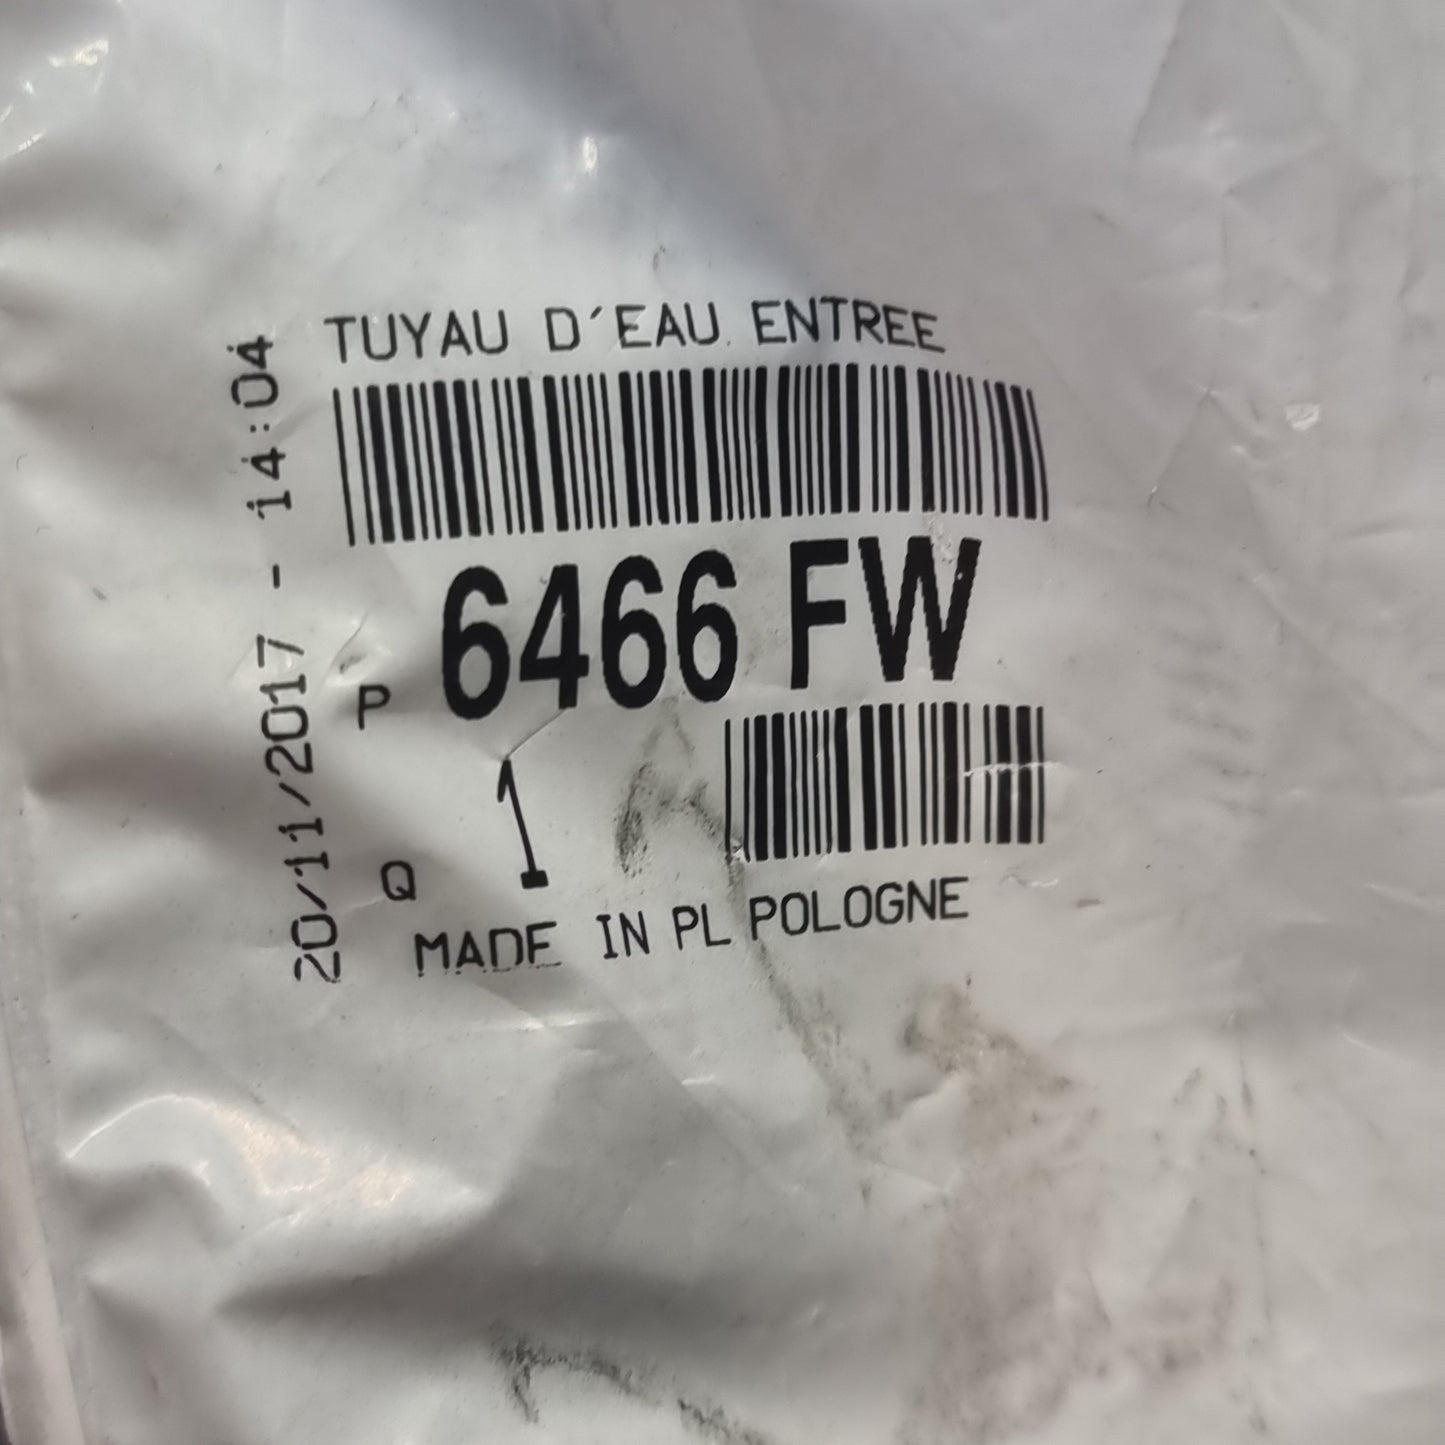 TUYAU D'EAU ENTREE
20/11/2017 - 14:04
P 6466 FW
Q 1
MADE IN PL POLOGNE